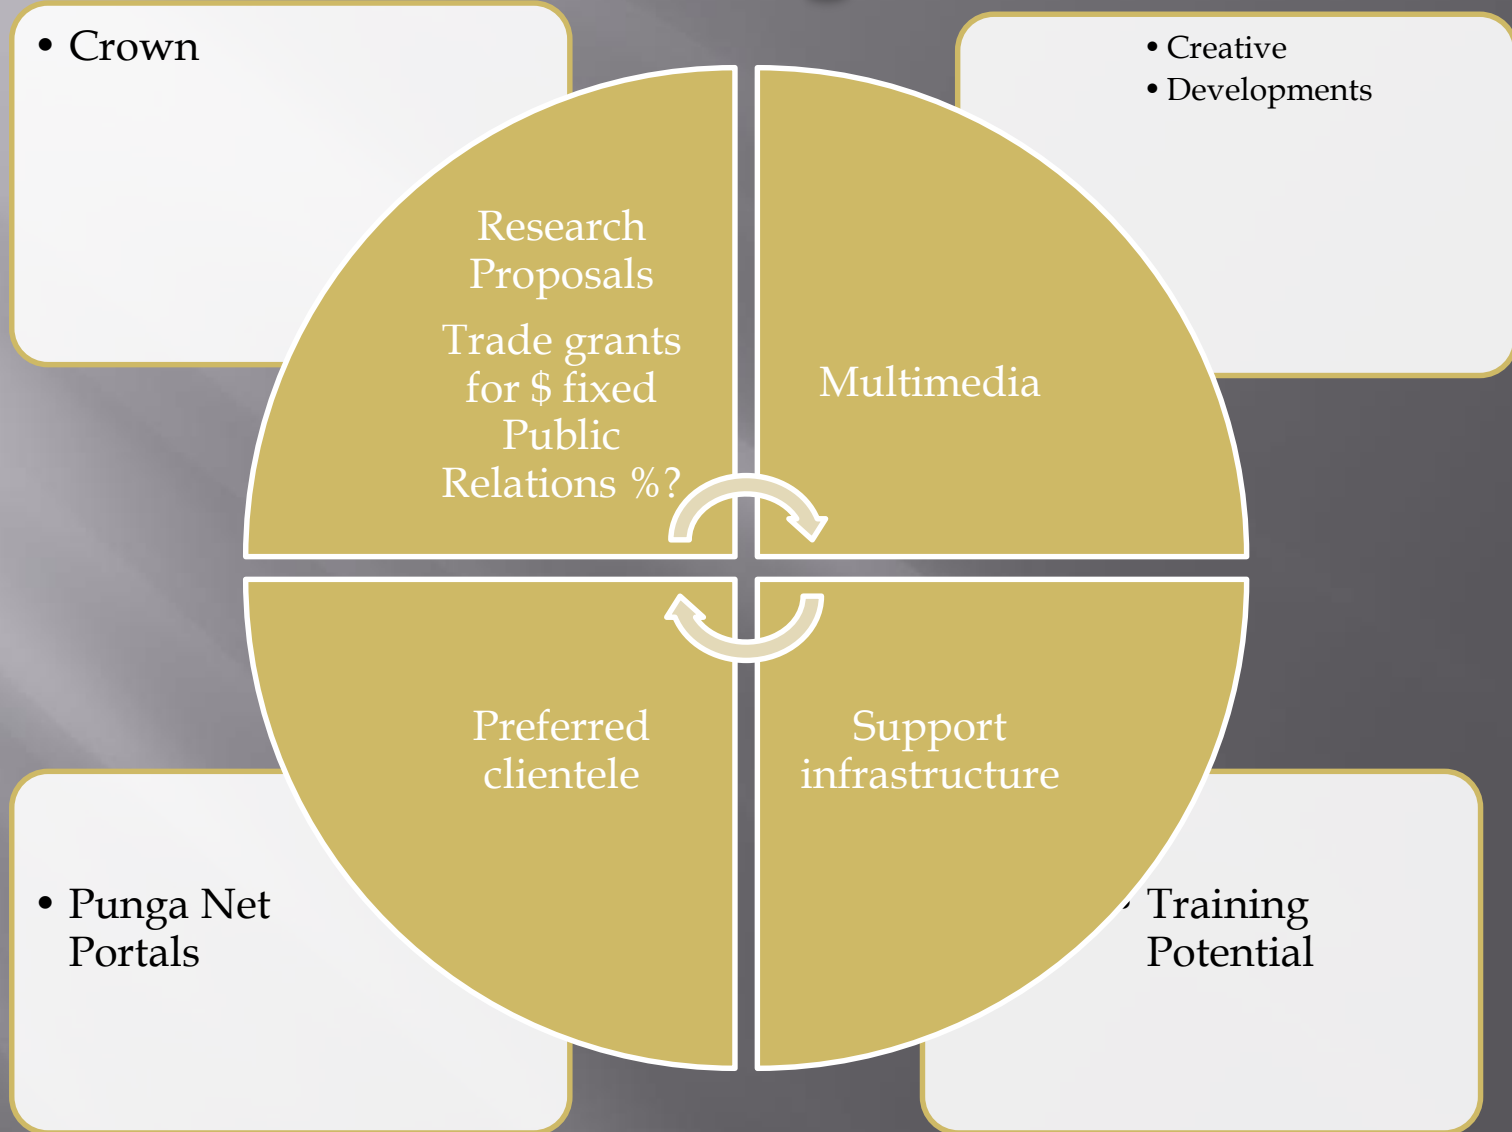 • Crown
• Creative
• Developments
Research
Proposals
Trade grants
for $ fixed
Public
Relations %?
Multimedia
Preferred
clientele
Support
infrastructure
• Punga Net
Portals
• Training
Potential